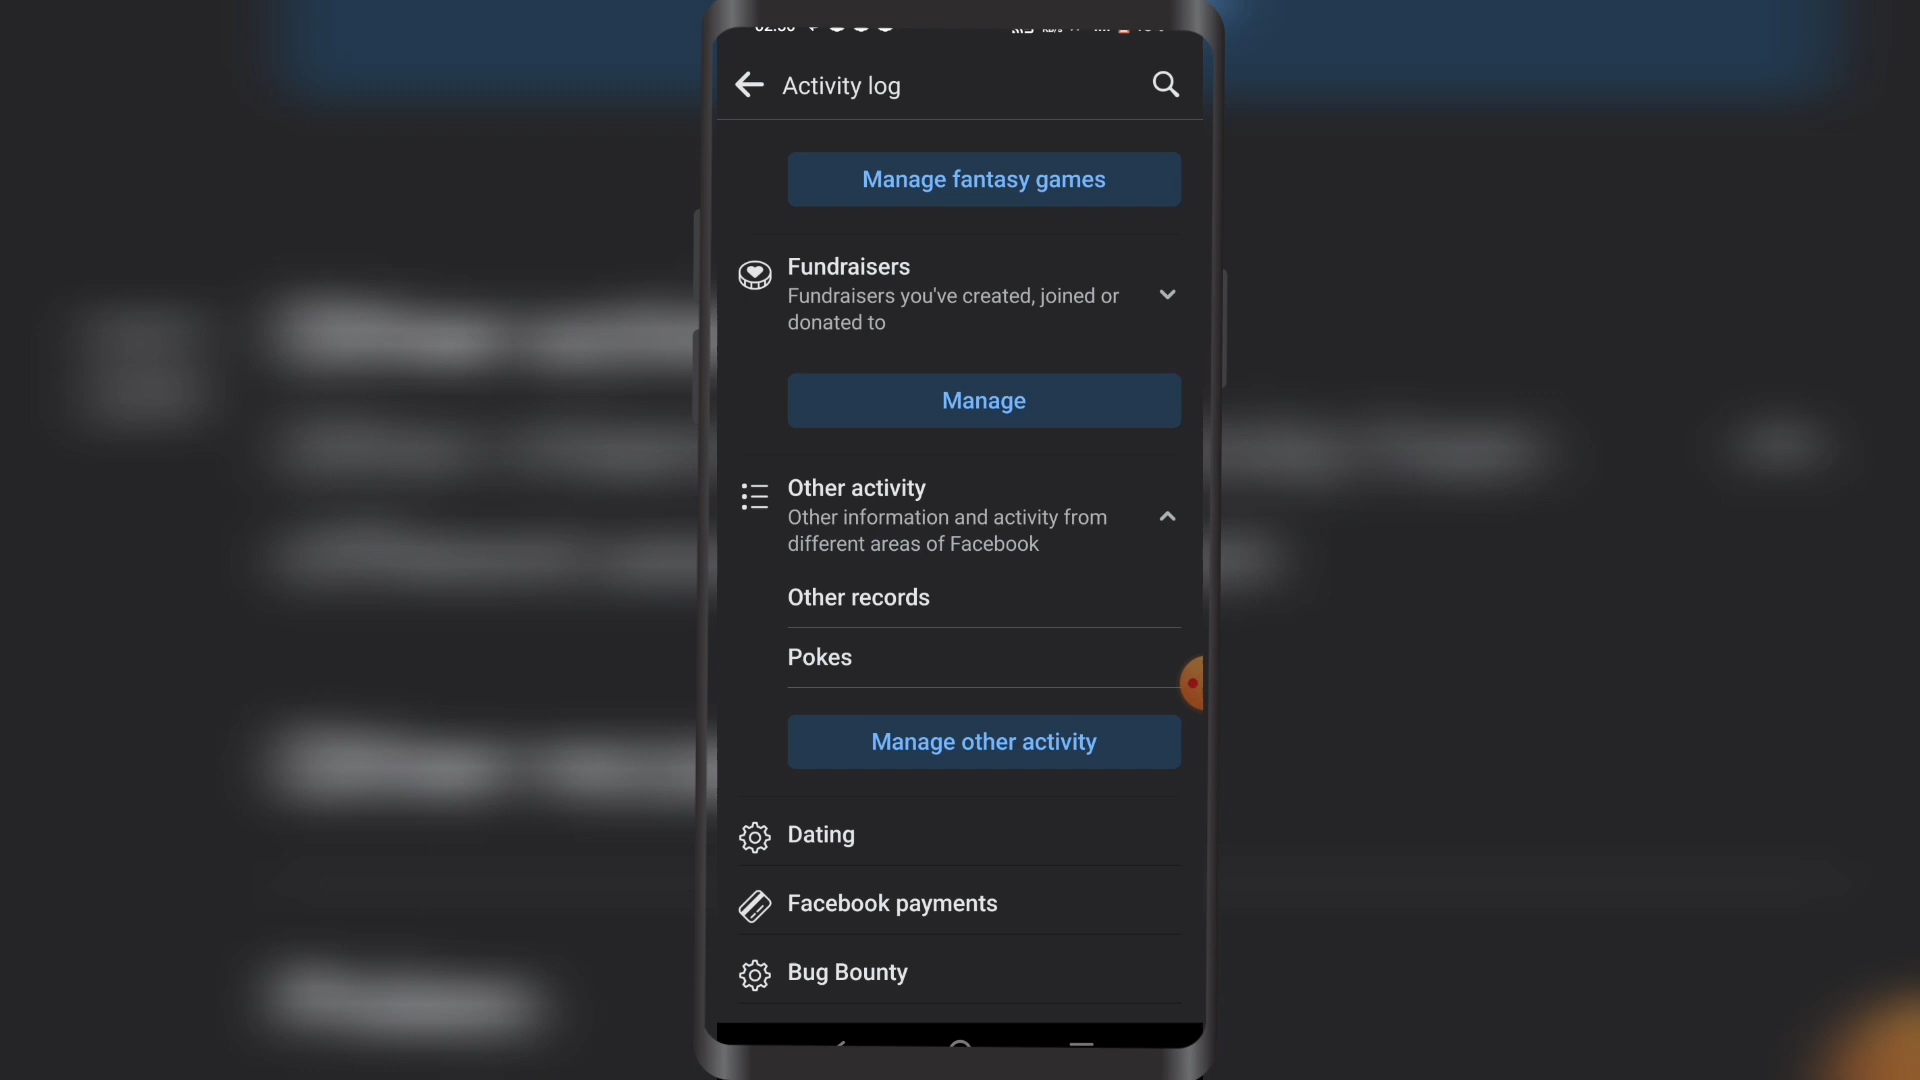 Activity log
Manage fantasy games
Fundraisers
Fundraisers you've created, joined or
donated to
Manage
Other activity
Other information and activity from
different areas of Facebook
Other records
Pokes
Manage other activity
Dating
Facebook payments
Bug Bounty